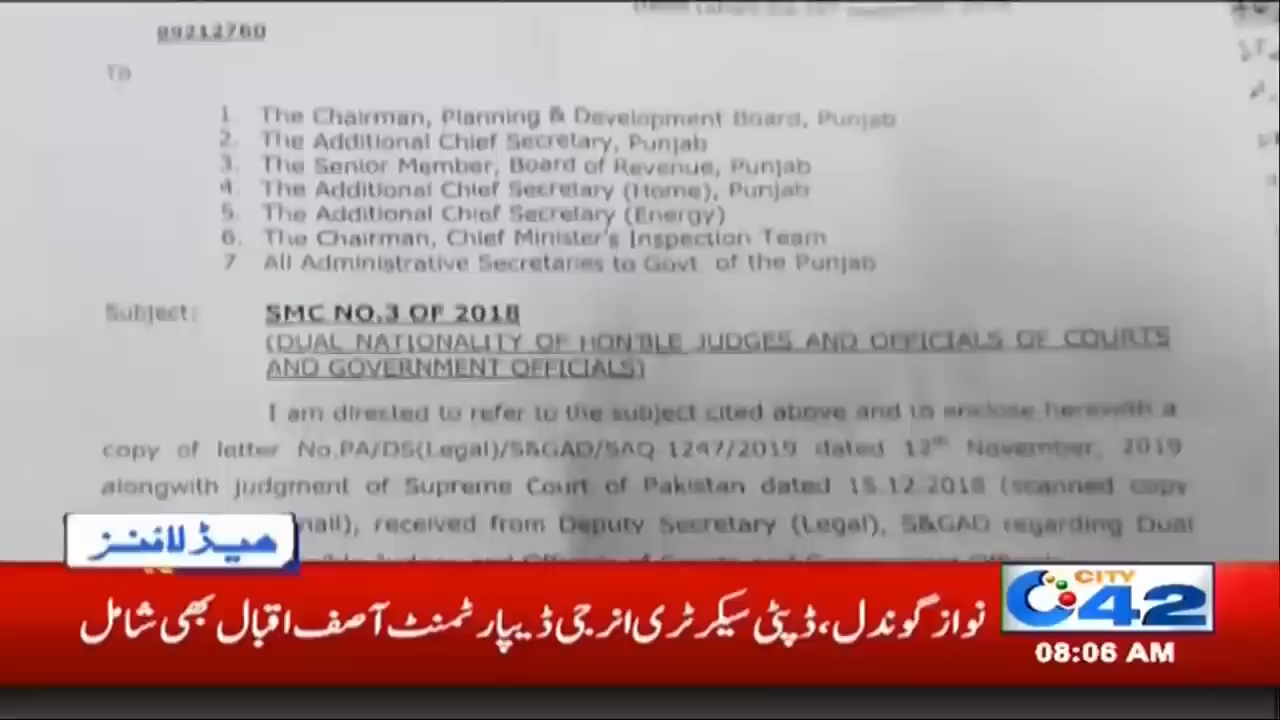 99212760
To
1. The Chairman, Planning & Development Board, Punjab
2. The Additional Chief Secretary, Punjab
3. The Senior Member, Board of Revenue, Punjab
4. The Additional Chief Secretary (Home), Punjab
5. The Additional Chief Secretary (Energy)
6. The Chairman, Chief Minister's Inspection Team
7 All Administrative Secretaries to Govt. of the Punjab
Subject: SMC NO.3 OF 2018
(DUAL NATIONALITY OF HON'BLE JUDGES AND OFFICIALS OF COURTS
AND GOVERNMENT OFFICIALS)
I am directed to refer to the subject cited above and to enclose herewith a
copy of letter No.PA/DS(Legal)/S&GAD/SAQ 1247/2019 dated 12th November, 2019
alongwith judgment of Supreme Court of Pakistan dated 15.12.2018 (scanned copy
received from Deputy Secretary (Legal), S&GAD regarding Dual
ہیڈلائنز
نواز گوندل، ڈپٹی سیکرٹری انرجی ڈیپارٹمنٹ آصف اقبال بھی شامل
CITY
42
08:06 AM